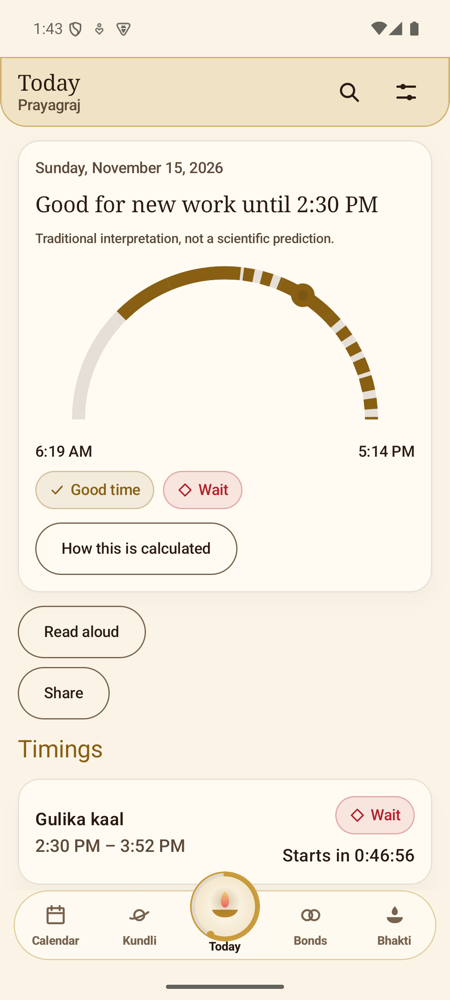 1:43
Today
Prayagraj
Sunday, November 15, 2026
Good for new work until 2:30 PM
Traditional interpretation, not a scientific prediction.
6:19 AM
5:14 PM
Good time
Wait
How this is calculated
Read aloud
Share
Timings
Gulika kaal
2:30 PM – 3:52 PM
Wait
Starts in 0:46:56
Calendar
Kundli
Today
Bonds
Bhakti